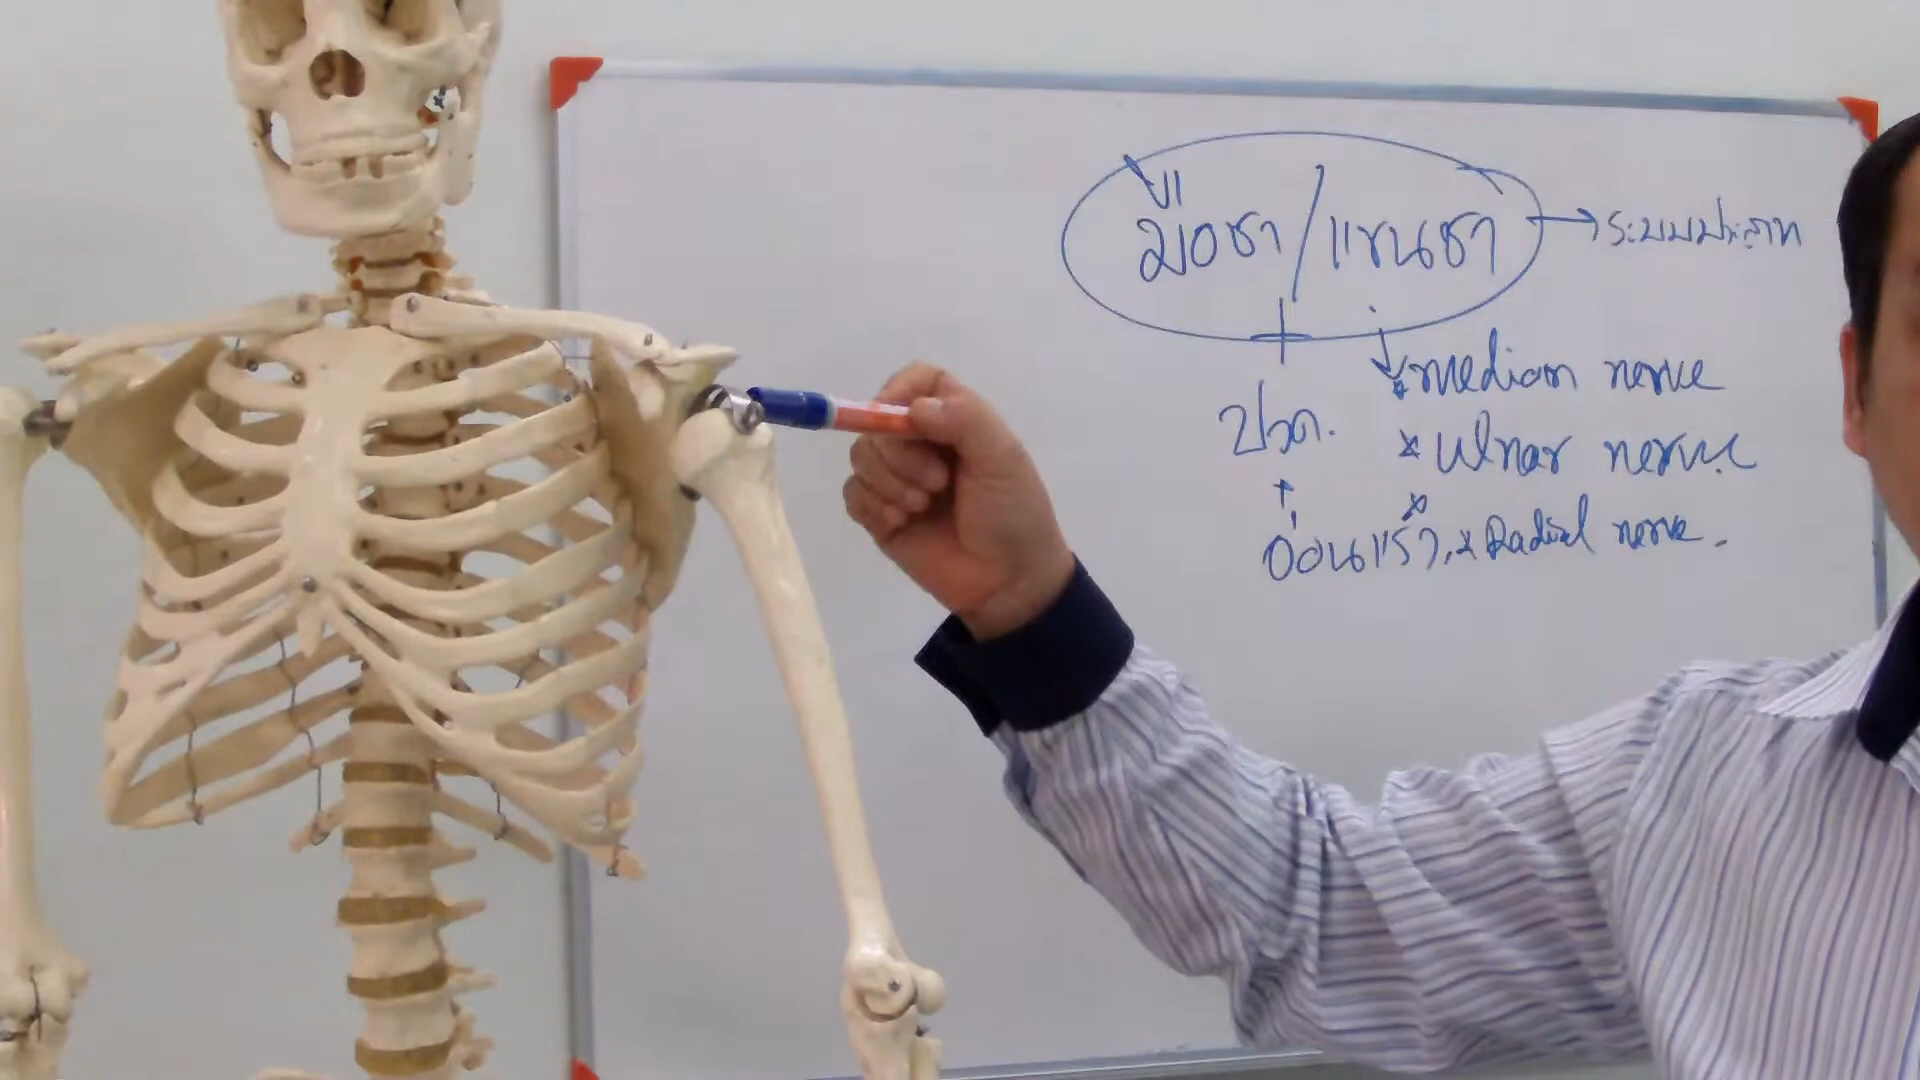 มือชา/แขนชา → ระบบประสาท
median nerve
ปวด.
ulnar nerve
อ่อนแรง, Radial nerve.